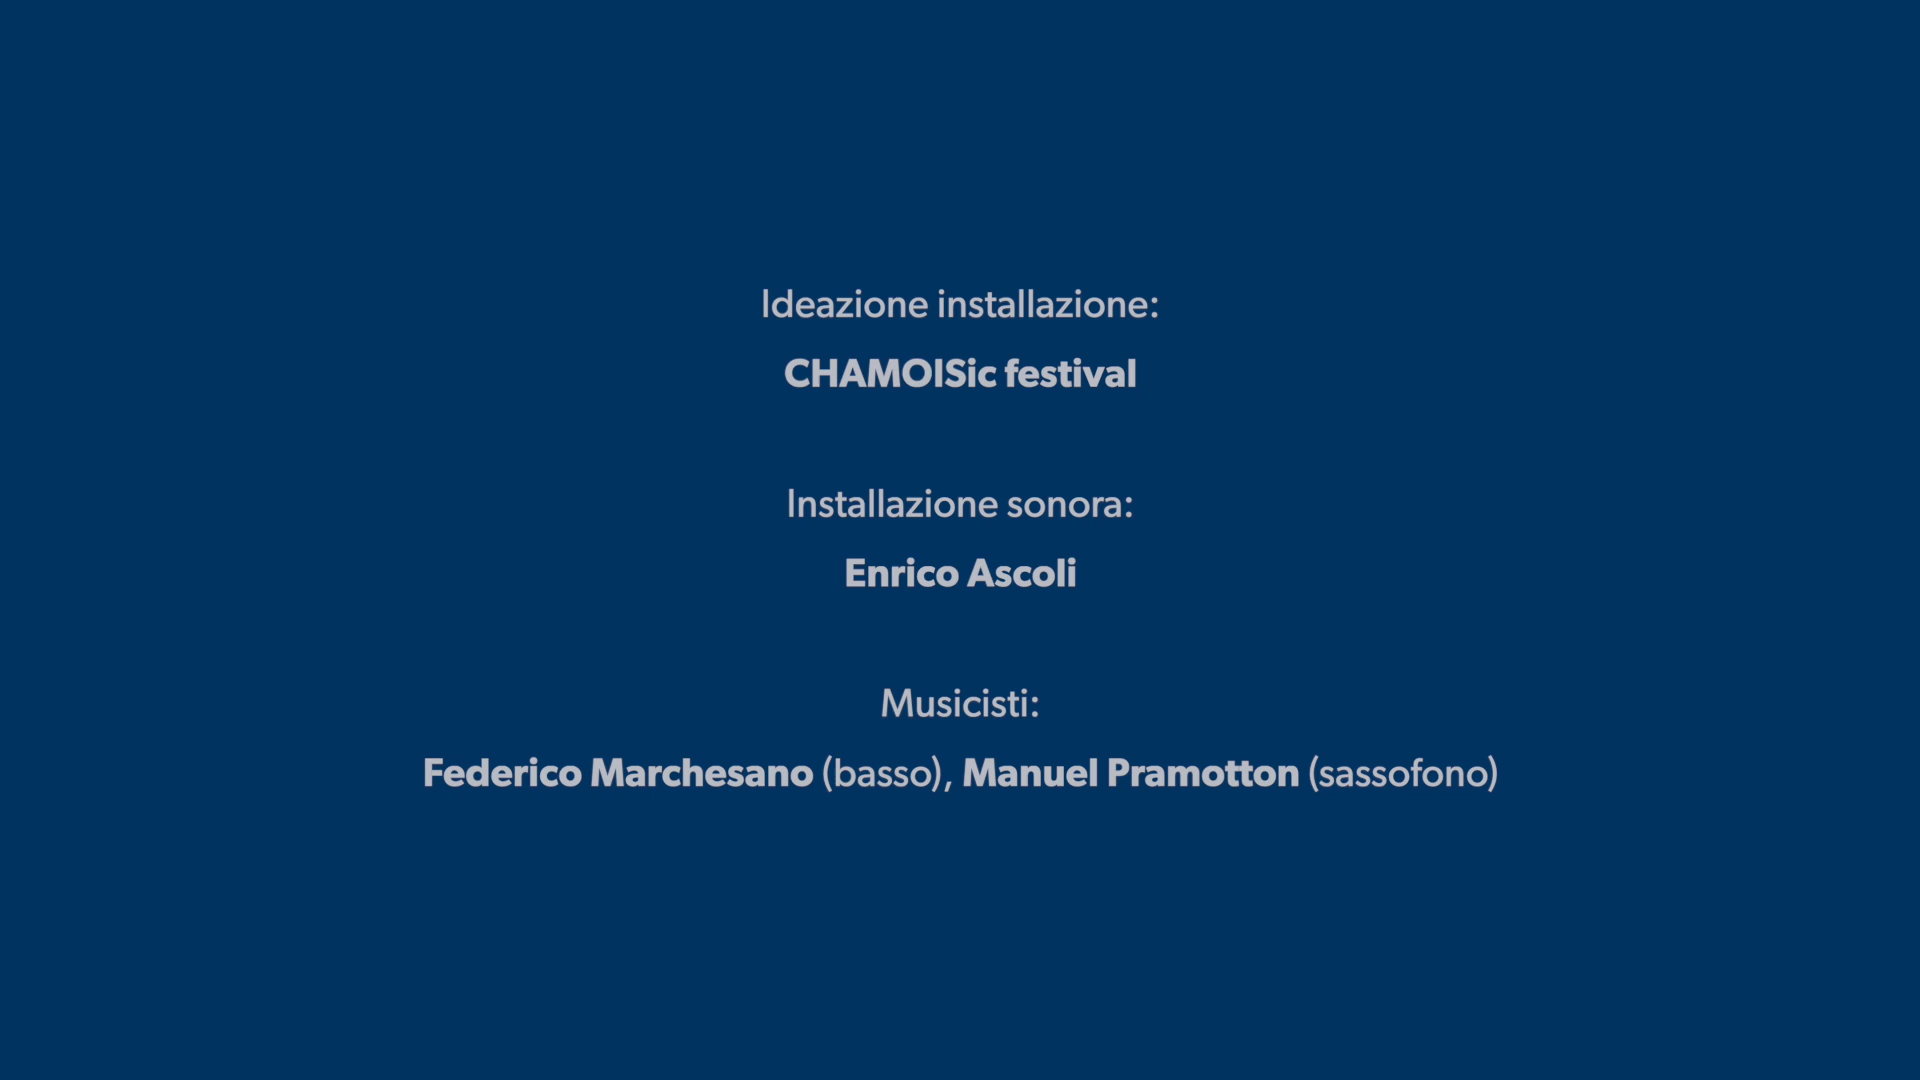 Ideazione installazione:
CHAMOISic festival
Installazione sonora:
Enrico Ascoli
Musicisti:
Federico Marchesano (basso), Manuel Pramotton (sassofono)